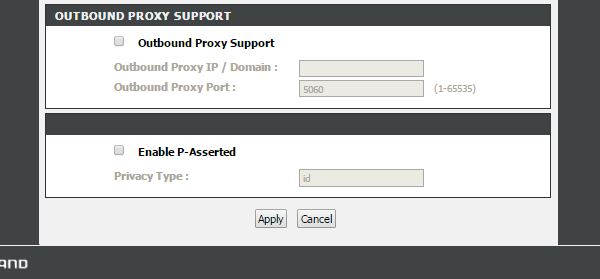 OUTBOUND PROXY SUPPORT
Outbound Proxy Support
Outbound Proxy IP / Domain :
Outbound Proxy Port : 5060 (1-65535)
Enable P-Asserted
Privacy Type : id
Apply Cancel
AND